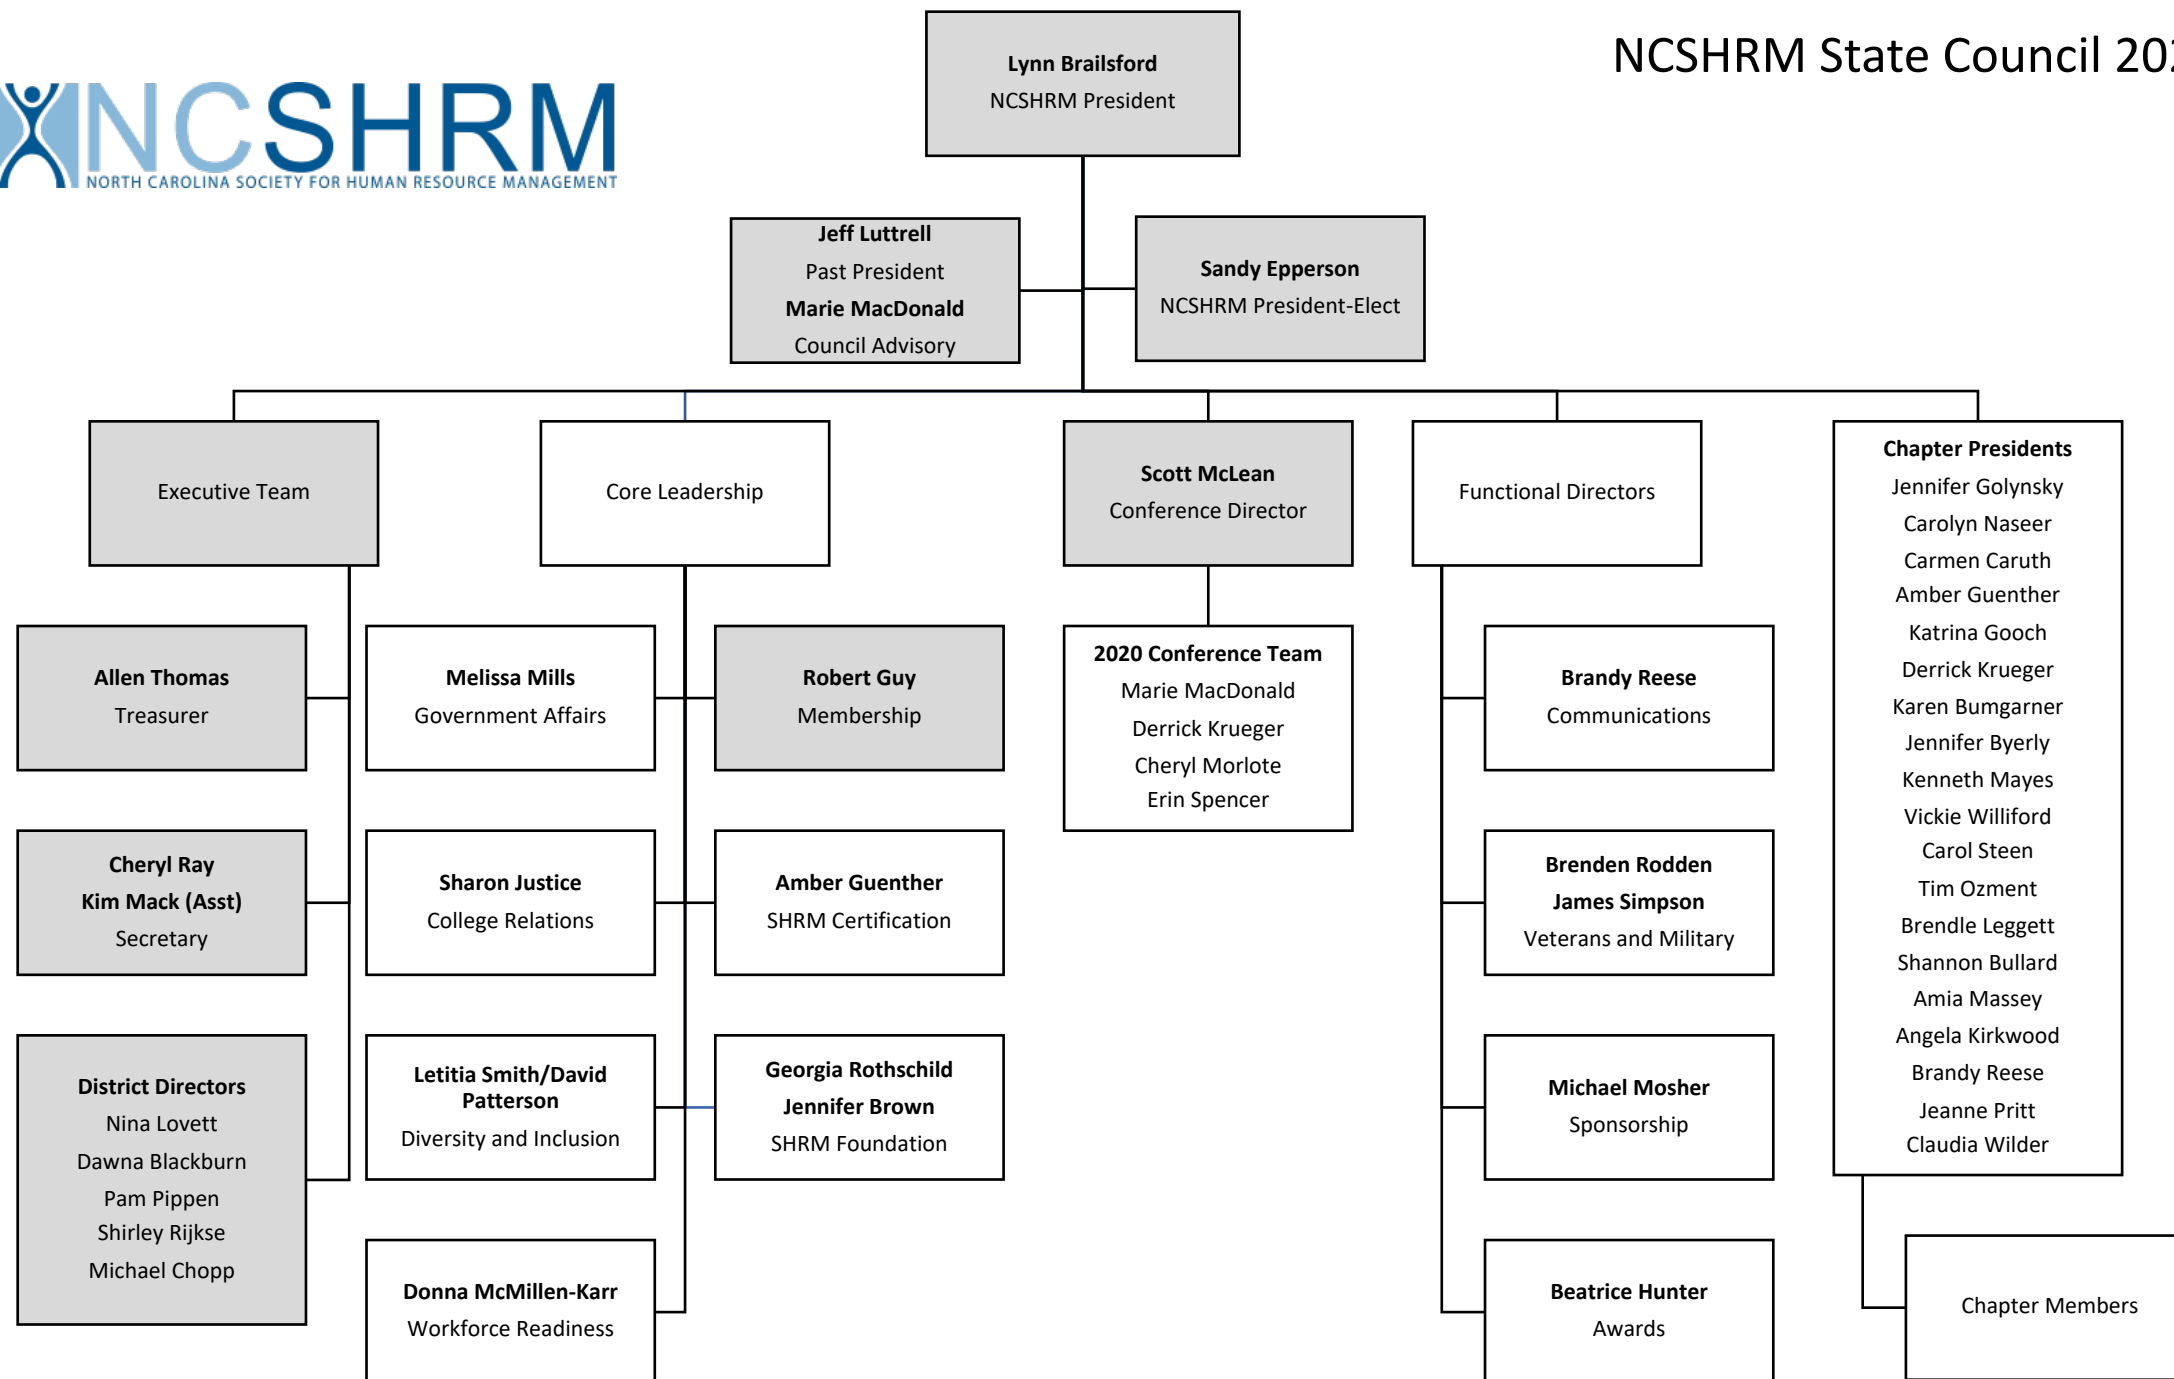 NCSHRM State Council 202
NCSHRM
NORTH CAROLINA SOCIETY FOR HUMAN RESOURCE MANAGEMENT
Lynn Brailsford
NCSHRM President
Jeff Luttrell
Past President
Marie MacDonald
Council Advisory
Sandy Epperson
NCSHRM President-Elect
Executive Team
Core Leadership
Scott McLean
Conference Director
Functional Directors
Chapter Presidents
Jennifer Golynsky
Carolyn Naseer
Carmen Caruth
Amber Guenther
Katrina Gooch
Derrick Krueger
Karen Bumgarner
Jennifer Byerly
Kenneth Mayes
Vickie Williford
Carol Steen
Tim Ozment
Brendle Leggett
Shannon Bullard
Amia Massey
Angela Kirkwood
Brandy Reese
Jeanne Pritt
Claudia Wilder
Allen Thomas
Treasurer
Melissa Mills
Government Affairs
Robert Guy
Membership
2020 Conference Team
Marie MacDonald
Derrick Krueger
Cheryl Morlote
Erin Spencer
Brandy Reese
Communications
Cheryl Ray
Kim Mack (Asst)
Secretary
Sharon Justice
College Relations
Amber Guenther
SHRM Certification
Brenden Rodden
James Simpson
Veterans and Military
District Directors
Nina Lovett
Dawna Blackburn
Pam Pippen
Shirley Rijkse
Michael Chopp
Letitia Smith/David
Patterson
Diversity and Inclusion
Georgia Rothschild
Jennifer Brown
SHRM Foundation
Michael Mosher
Sponsorship
Donna McMillen-Karr
Workforce Readiness
Beatrice Hunter
Awards
Chapter Members